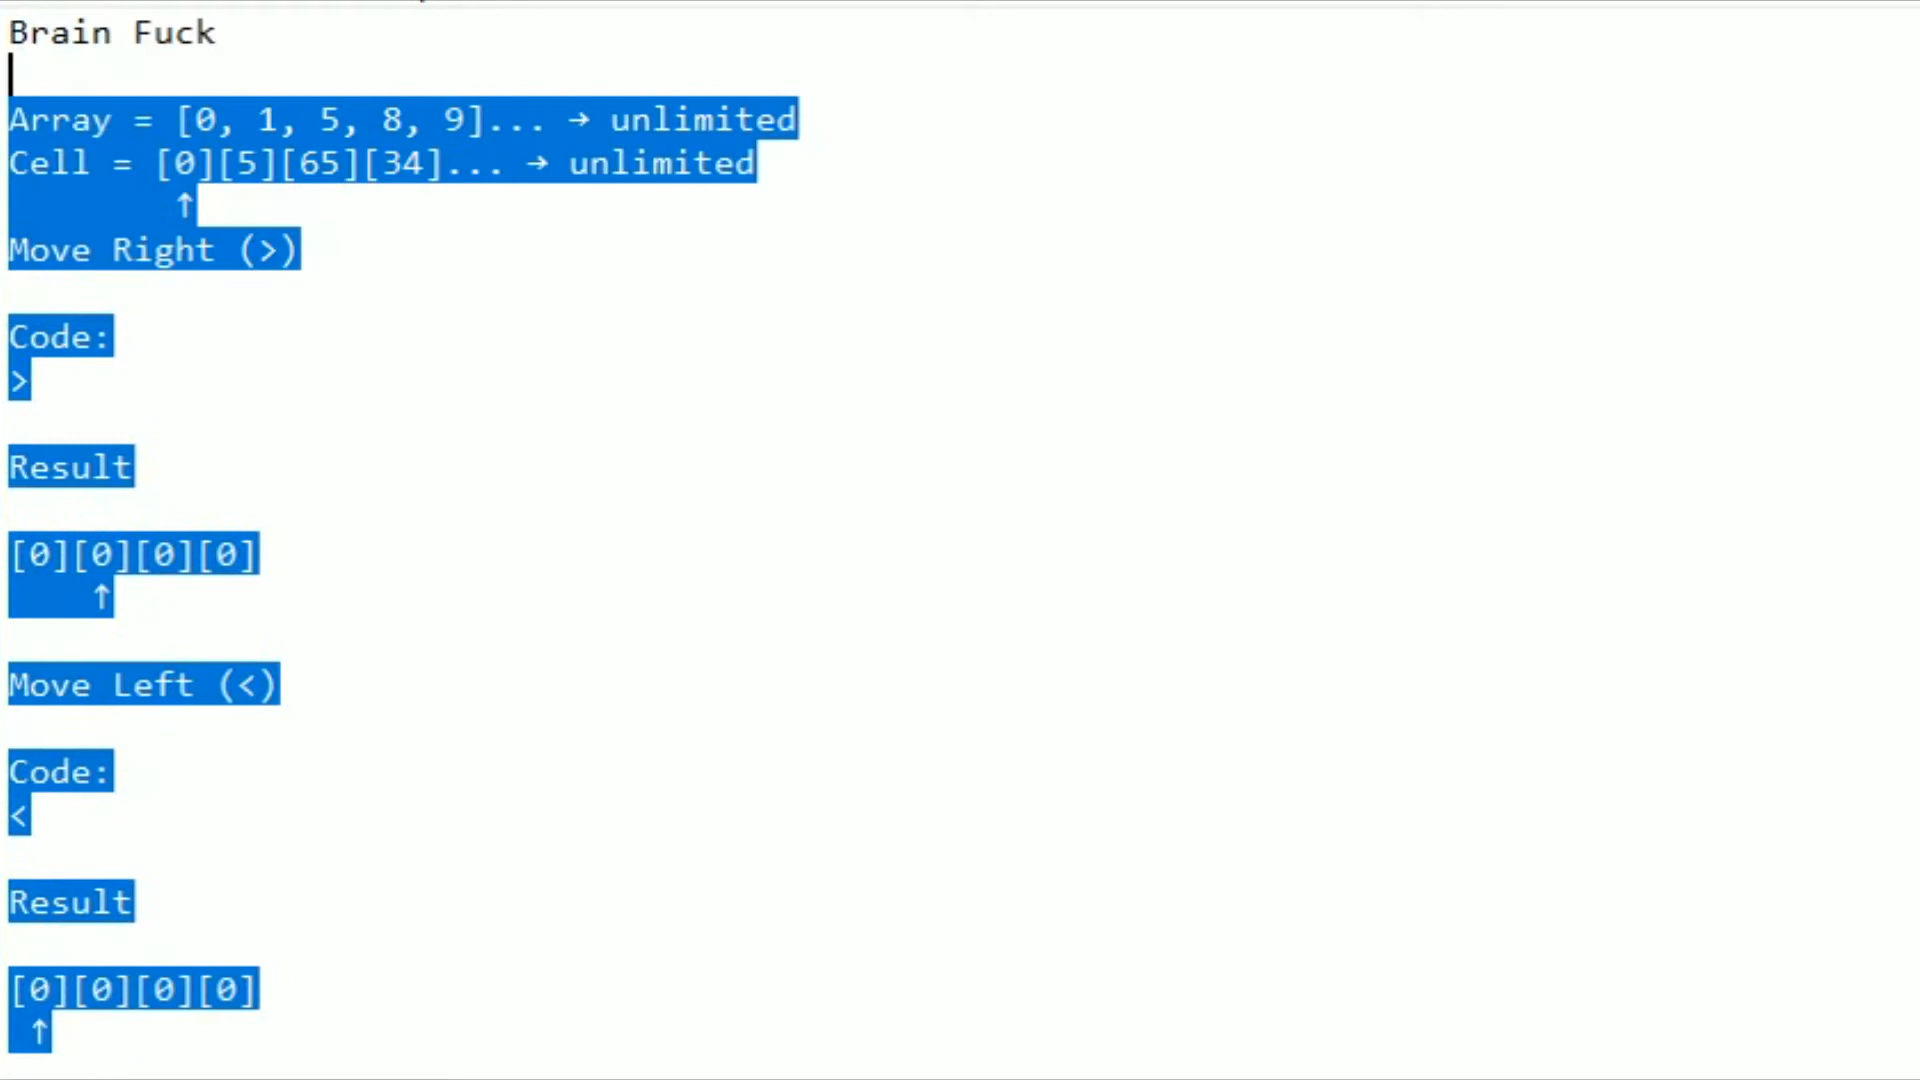 Brain Fuck
Array = [0, 1, 5, 8, 9]... → unlimited
Cell = [0][5][65][34]... → unlimited
↑
Move Right (>)
Code:
>
Result
[0][0][0][0]
↑
Move Left (<)
Code:
<
Result
[0][0][0][0]
↑